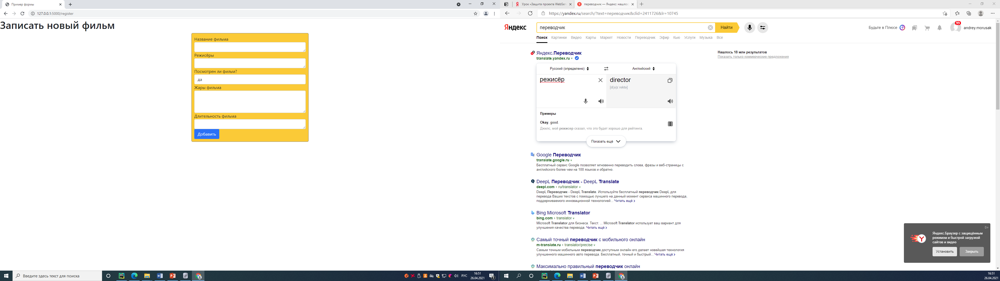 Пример формы
127.0.0.1:5000/register
Записать новый фильм
Название фильма
Режисёры
Посмотрен ли фильм?
да
Жары фильма
Длительность фильма
Добавить
Урок «Защита проекта WebSer
переводчик — Яндекс: нашлос
https://yandex.ru/search/?text=переводчик&clid=2411726&lr=10745
Яндекс
переводчик
Найти
Будьте в Плюсе
99
andrey.morusak
Поиск Картинки Видео Карты Маркет Новости Переводчик Эфир Кью Услуги Музыка Все
Яндекс.Переводчик
translate.yandex.ru
Нашлось 18 млн результатов
Показать только коммерческие предложения
Русский (определено) Английский
режисёр
director
[d(a)ɪˈrektə]
Примеры
Okay, good.
Джилс, мой режисер сказал, что это будет хорошо для рейтинга.
Показать ещё
Google Переводчик
translate.google.ru
Бесплатный сервис Google позволяет мгновенно переводить слова, фразы и веб-страницы с
английского более чем на 100 языков и обратно.
DeepL Переводчик - DeepL Translate
deepl.com › ru/translator
DeepL Переводчик - DeepL Translate. Используйте бесплатный переводчик DeepL для
перевода Ваших текстов с помощью лучшего на данный момент сервиса машинного перевода,
поддерживаемого инновационной технологией... Читать ещё ›
Bing Microsoft Translator
bing.com › translator
Microsoft Translator для бизнеса. Текст. ... Microsoft Translator использует ваш вариант для
улучшения качества перевода. Читать ещё ›
Самый точный переводчик с мобильного онлайн
m-translate.ru › translator/precise
Самым точным мобильным переводчик доступным онлайн его делает новейшая технология
улучшенного машинного авто перевода. Бесплатный, точный и быстрый... Читать ещё ›
Максимально правильный переводчик онлайн
0+
Яндекс.Браузер с защищённым
режимом и быстрой загрузкой
сайтов и видео
Установить Закрыть
Введите здесь текст для поиска
РУС
16:51
26.04.2021
1
16:51
26.04.2021